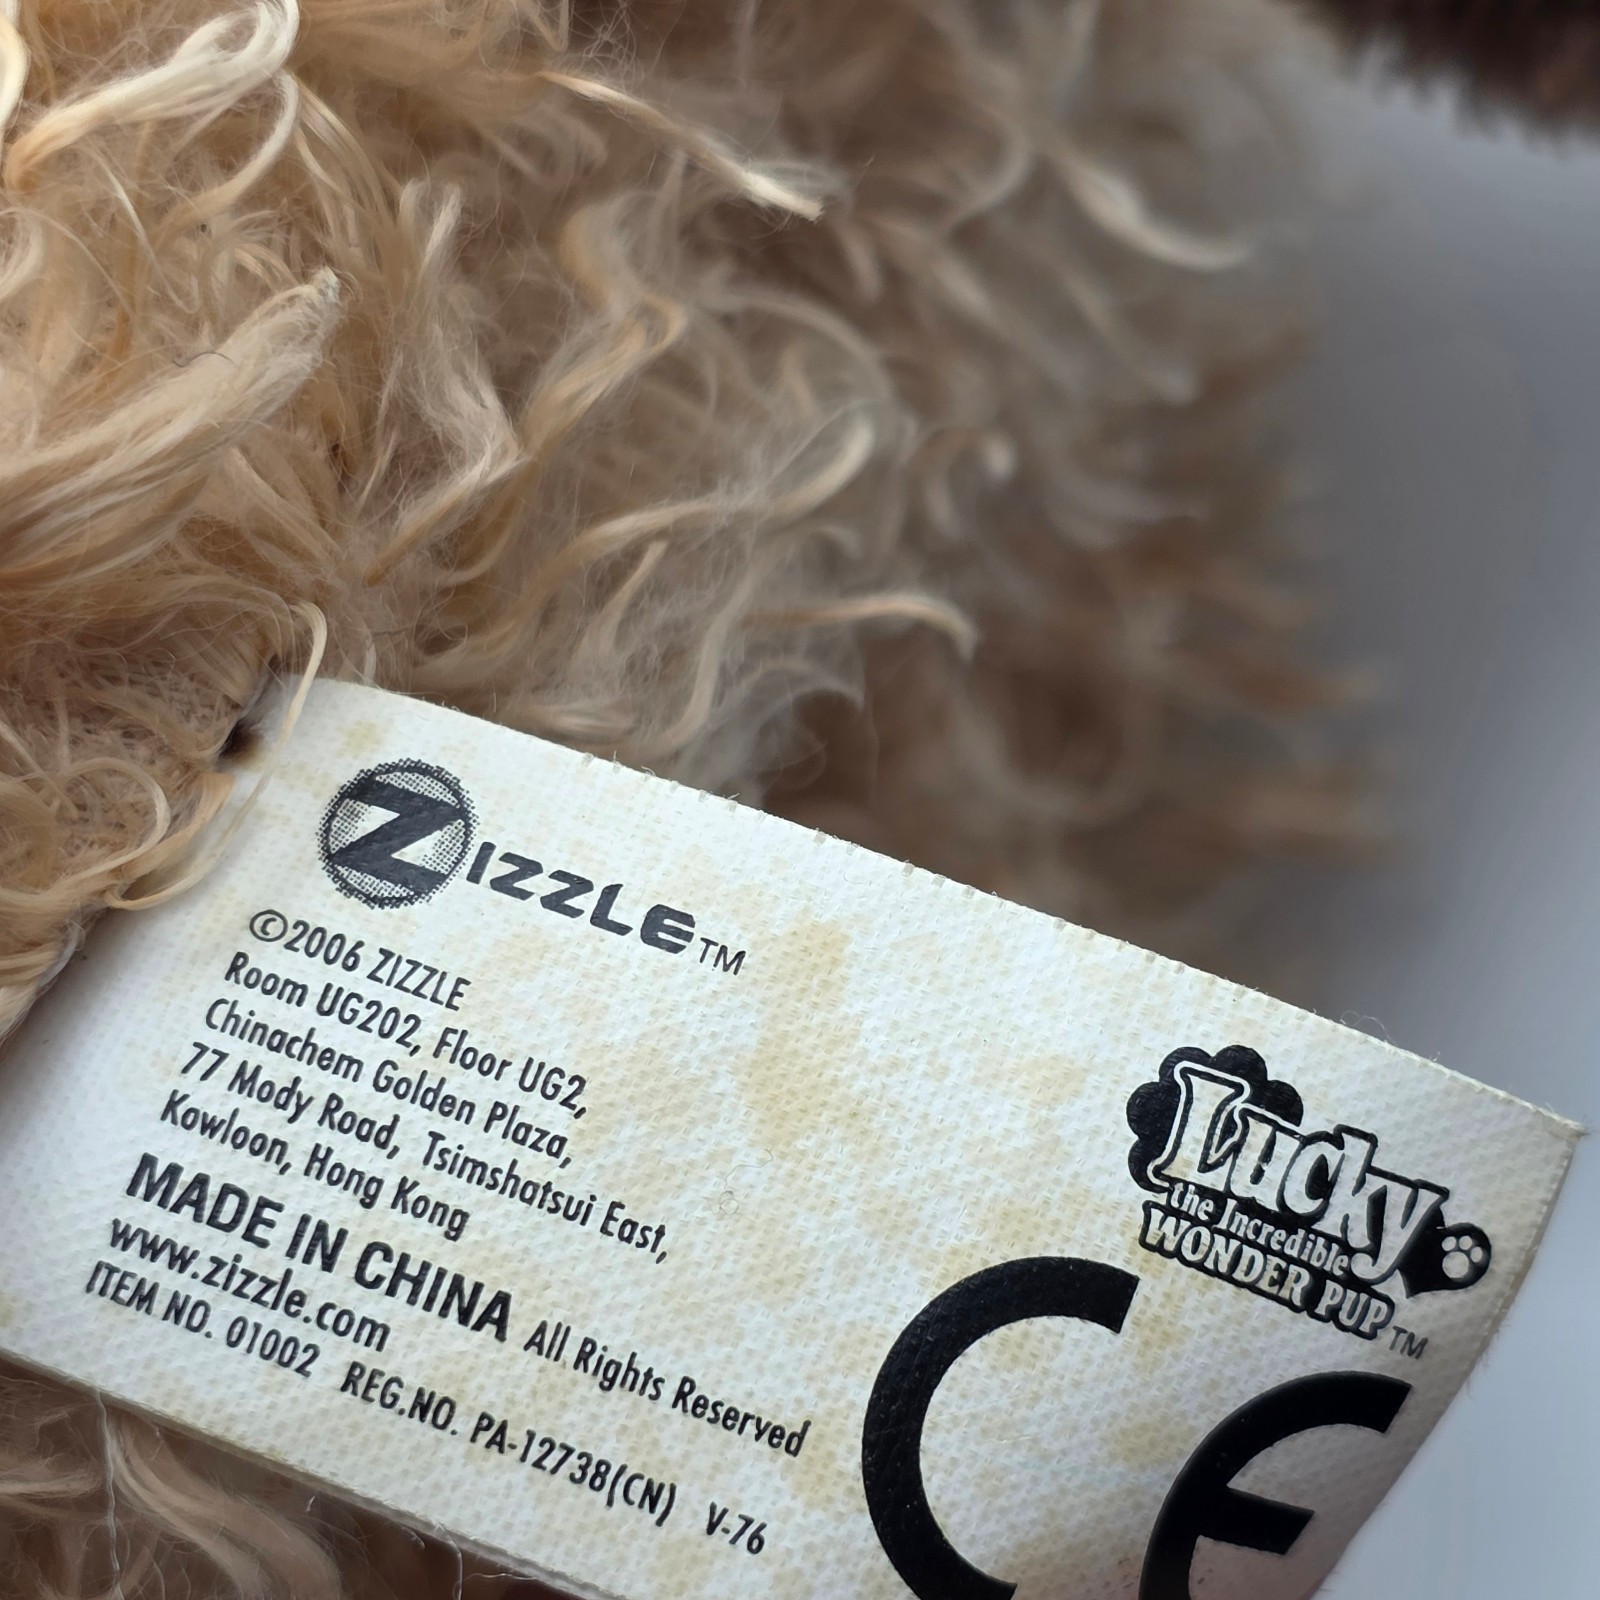 ZIZZLE™
©2006 ZIZZLE
Room UG202, Floor UG2,
Chinachem Golden Plaza,
77 Mody Road, Tsimshatsui East,
Kowloon, Hong Kong
MADE IN CHINA All Rights Reserved
www.zizzle.com
ITEM NO. 01002 REG.NO. PA-12738(CN) V-76
Lucky
the Incredible
WONDER PUP™
CE